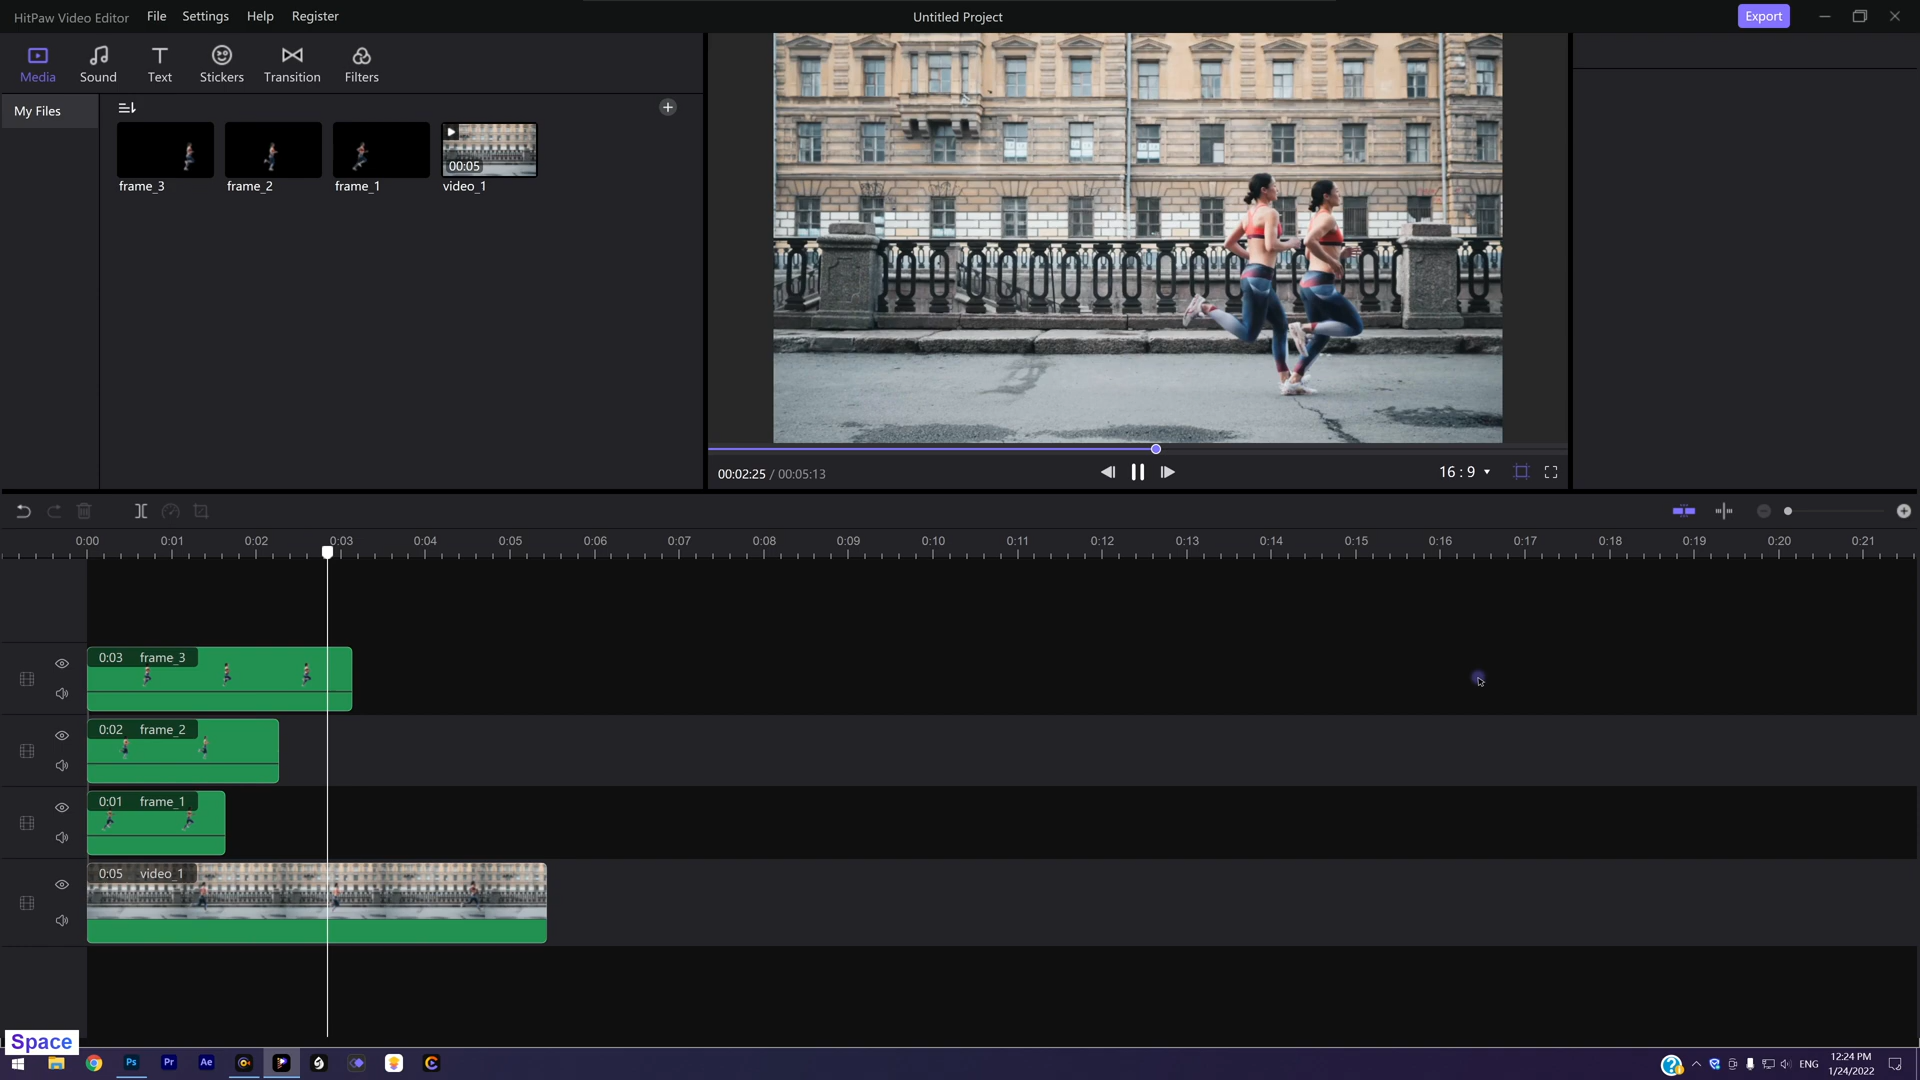 HitPaw Video Editor File Settings Help Register Untitled Project Export
Media Sound Text Stickers Transition Filters
My Files
00:05
frame_3 frame_2 frame_1 video_1
00:02:25 / 00:05:13 16 : 9
0:00 0:01 0:02 0:03 0:04 0:05 0:06 0:07 0:08 0:09 0:10 0:11 0:12 0:13 0:14 0:15 0:16 0:17 0:18 0:19 0:20 0:21
0:03 frame_3
0:02 frame_2
0:01 frame_1
0:05 video_1
Space
Ps Pr Ae ENG 12:24 PM
1/24/2022